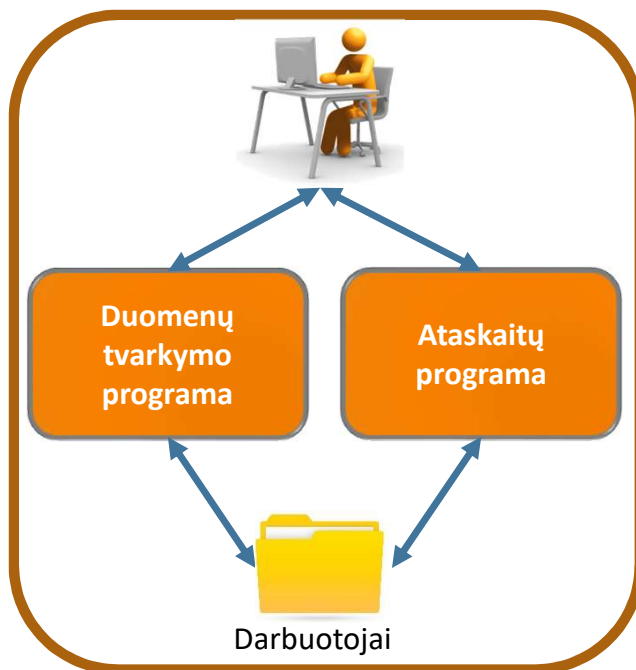 Duomenų
tvarkymo
programa
Ataskaitų
programa
Darbuotojai